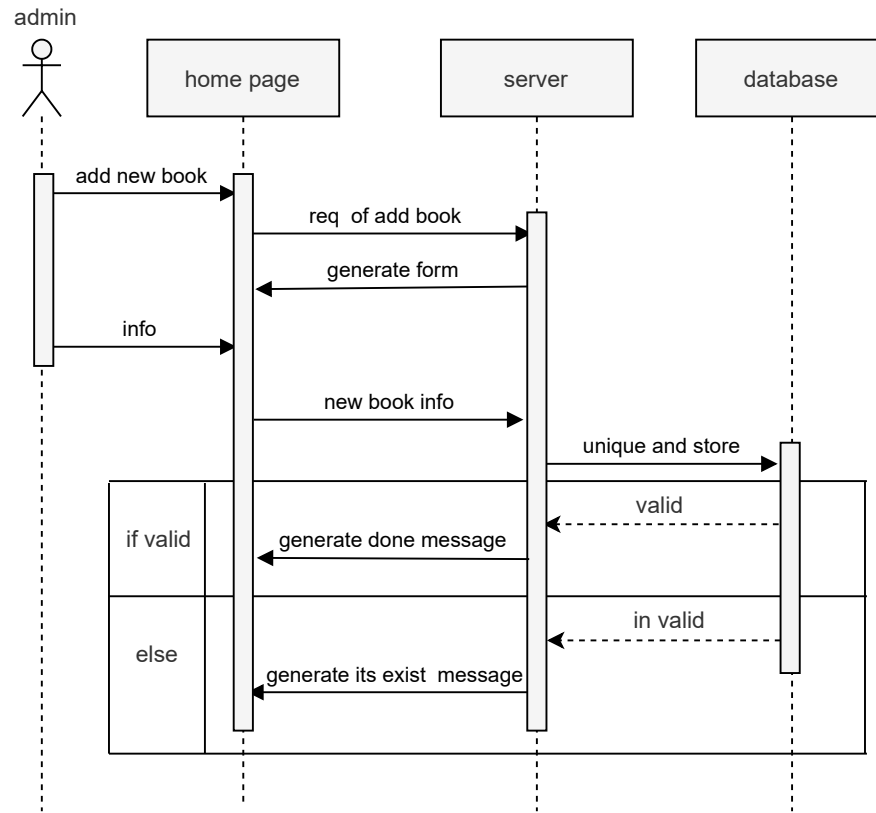 admin
home page
server
database
add new book
req  of add book
generate form
info
new book info
unique and store
valid
if valid
generate done message
in valid
else
generate its exist  message